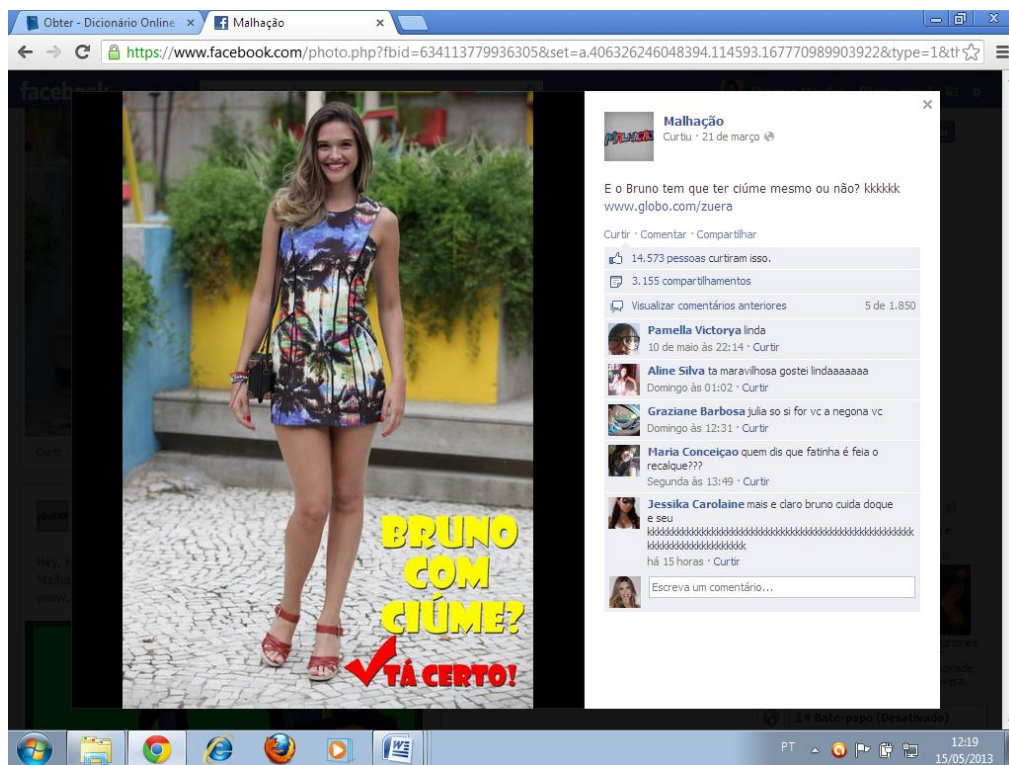 Obter - Dicionário Online
Malhação
https://www.facebook.com/photo.php?fbid=634113779936305&set=a.406326246048394.114593.167770989903922&type=1&th
facebook
MALHAÇÃO
Malhação
Curtiu · 21 de março
E o Bruno tem que ter ciúme mesmo ou não? kkkkkk
www.globo.com/zuera
Curtir · Comentar · Compartilhar
14.573 pessoas curtiram isso.
3.155 compartilhamentos
Visualizar comentários anteriores 5 de 1.850
Pamella Victorya linda
10 de maio às 22:14 · Curtir
Aline Silva ta maravilhosa gostei lindaaaaaaa
Domingo às 01:02 · Curtir
Graziane Barbosa julia so si for vc a negona vc
Domingo às 12:31 · Curtir
Maria Conceiçao quem dis que fatinha é feia o
recalque???
Segunda às 13:49 · Curtir
Jessika Carolaine mais e claro bruno cuida doque
e seu
kkkkkkkkkkkkkkkkkkkkkkkkkkkkkkkkkkkkkkkkkkkkkkkkkkkkk
kkkkkkkkkkkkkkkkkkkk
há 15 horas · Curtir
Escreva um comentário...
BRUNO
COM
CIÚME?
TÁ CERTO!
Curtir
Hey,
Bate-papo (Desativado)
PT
12:19
15/05/2013